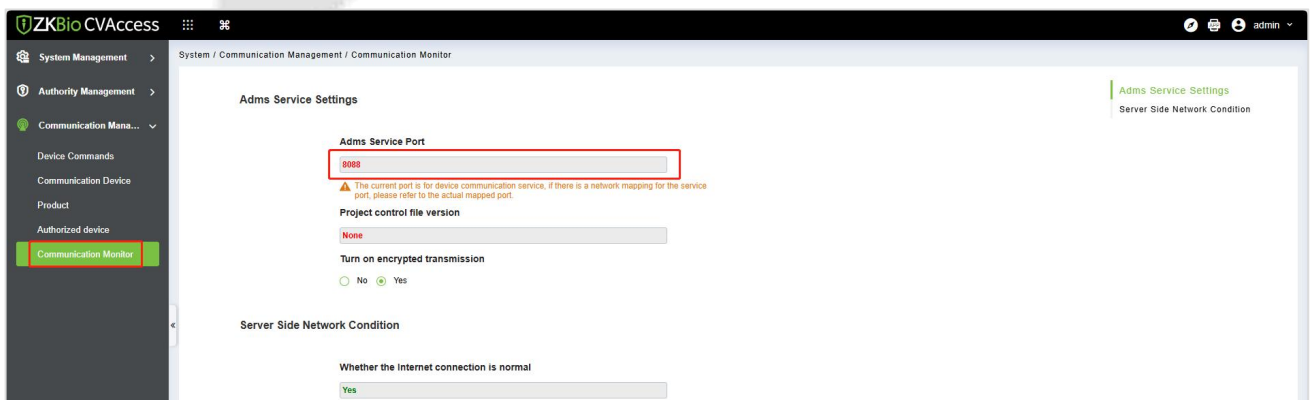 ZKBio CVAccess
admin
System Management
System / Communication Management / Communication Monitor
Authority Management
Communication Mana...
Device Commands
Communication Device
Product
Authorized device
Communication Monitor
Adms Service Settings
Adms Service Port
8088
The current port is for device communication service, if there is a network mapping for the service
port, please refer to the actual mapped port.
Project control file version
None
Turn on encrypted transmission
No Yes
Server Side Network Condition
Whether the Internet connection is normal
Yes
Adms Service Settings
Server Side Network Condition